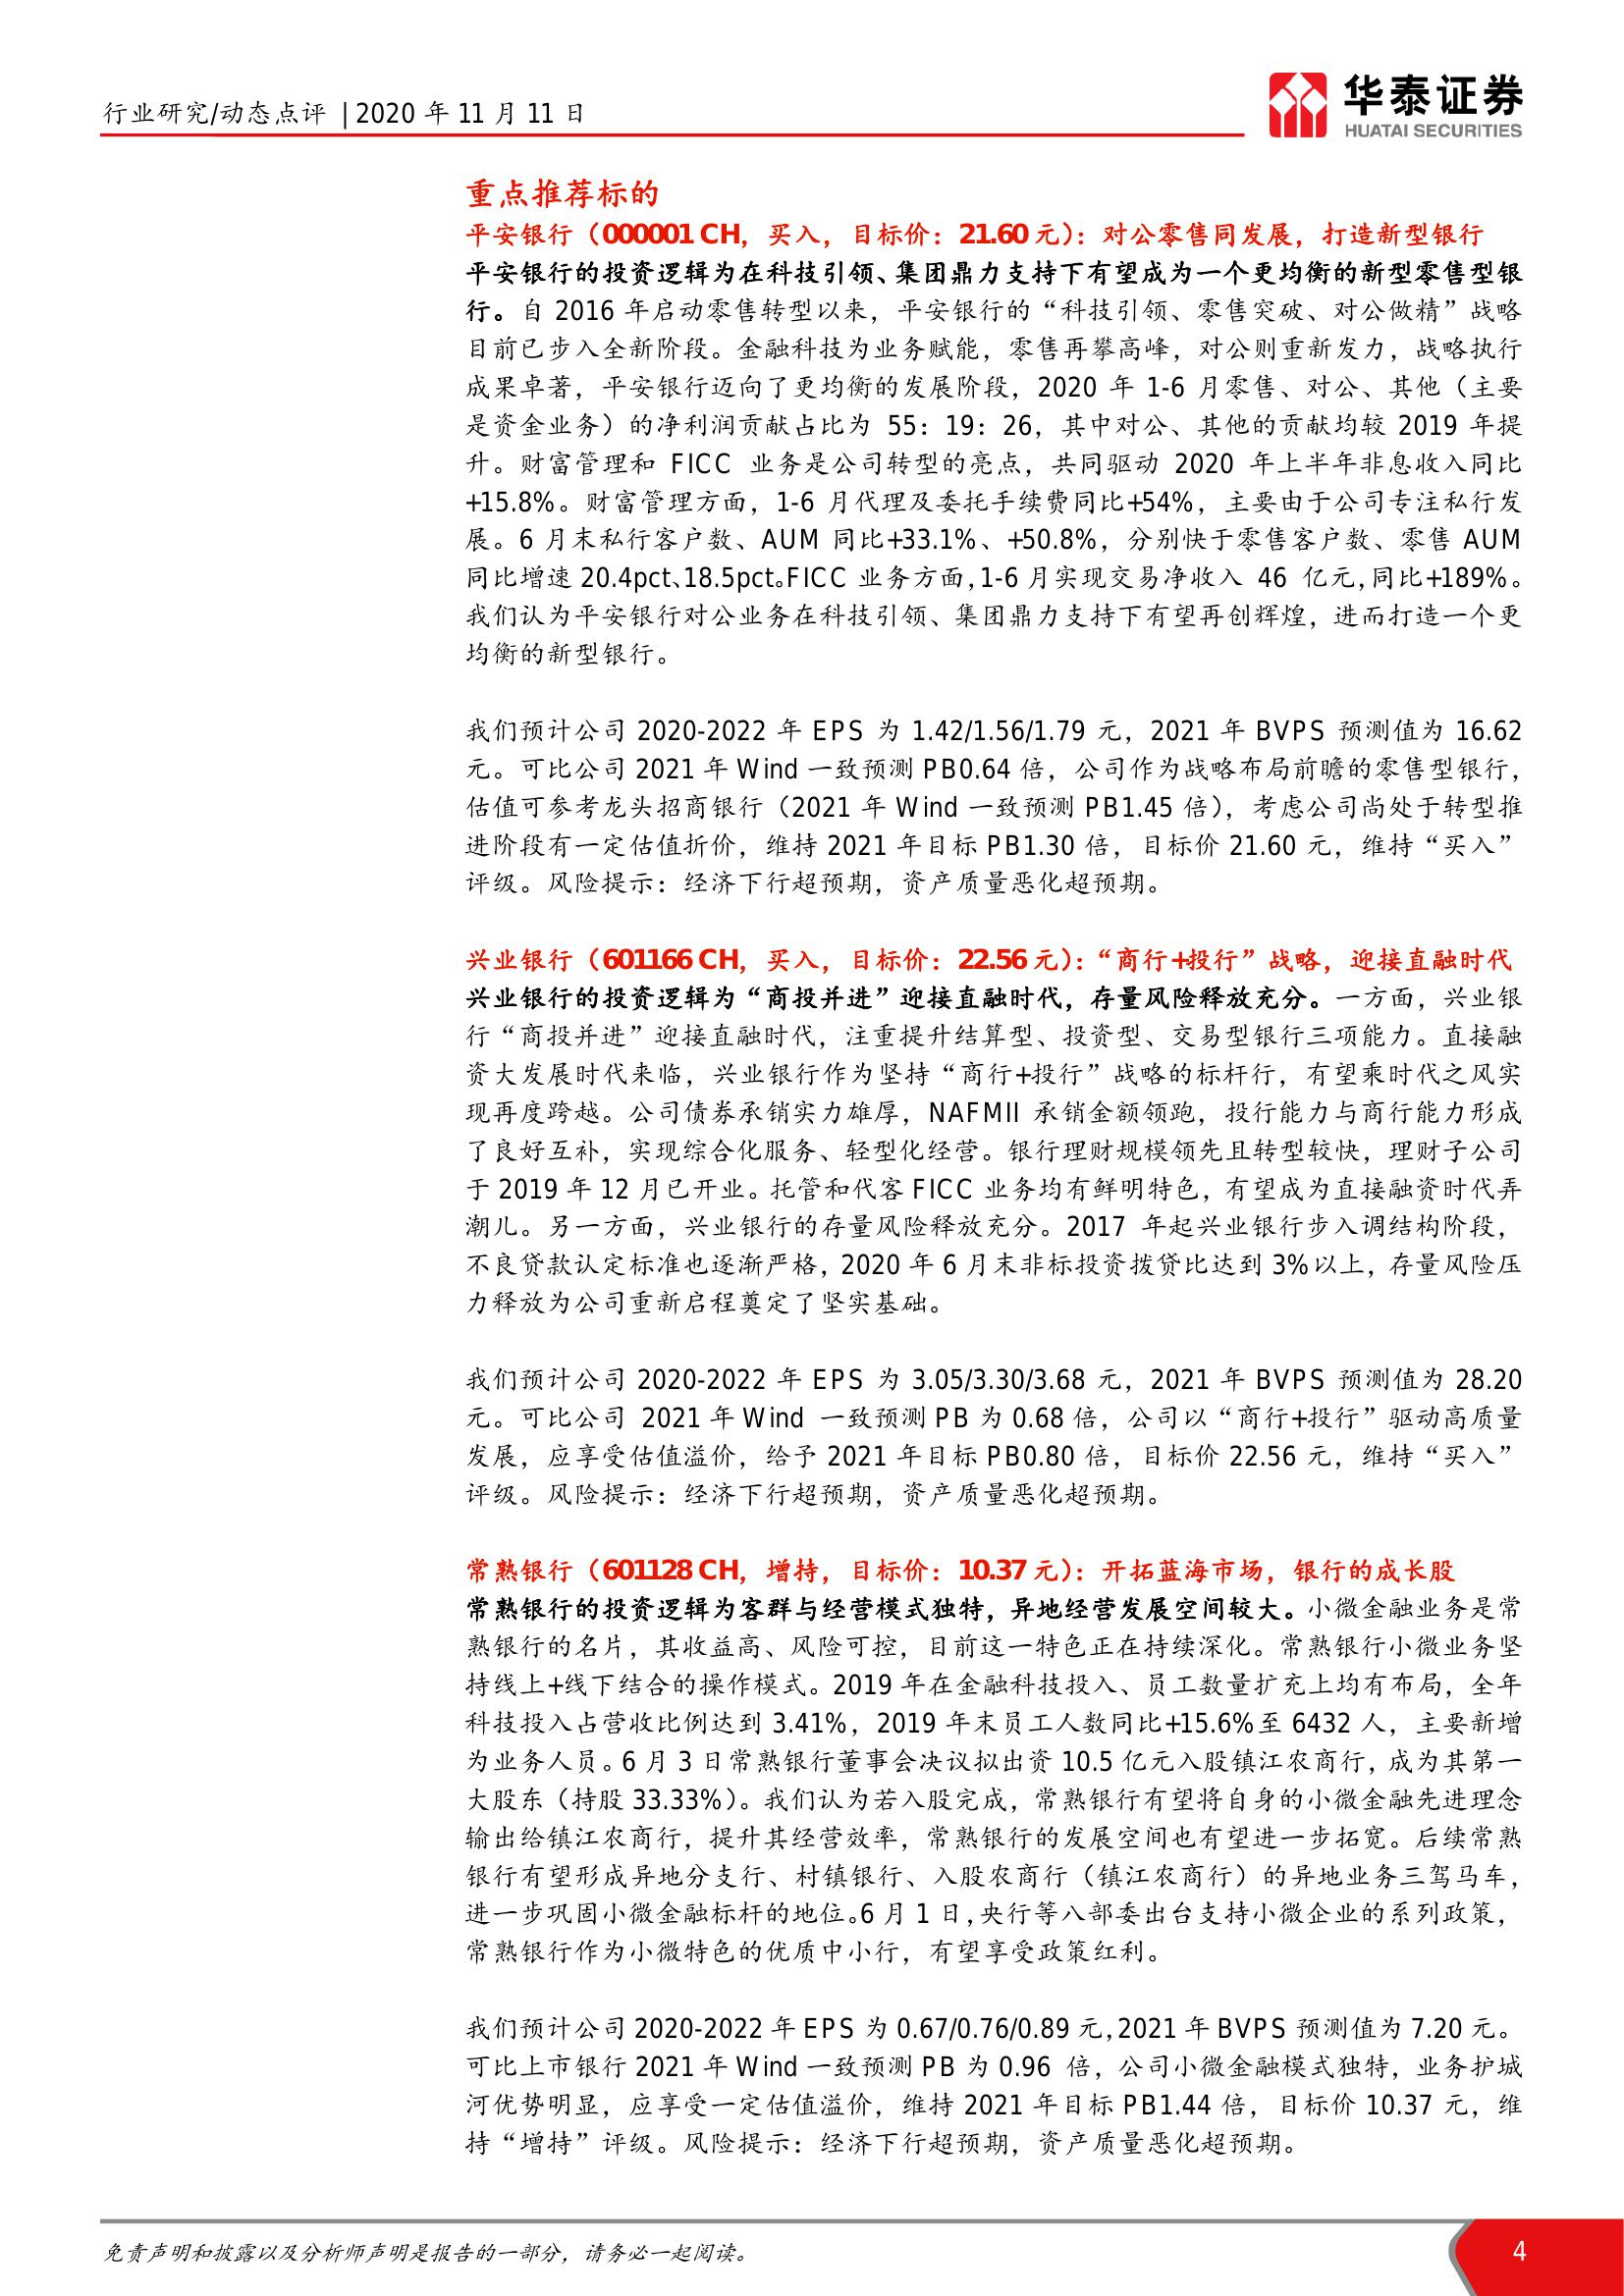 行业研究/动态点评 | 2020 年 11 月 11 日
华泰证券
HUATAI SECURITIES
重点推荐标的
平安银行（000001 CH，买入，目标价：21.60 元）：对公零售同发展，打造新型银行
平安银行的投资逻辑为在科技引领、集团鼎力支持下有望成为一个更均衡的新型零售型银
行。自 2016 年启动零售转型以来，平安银行的“科技引领、零售突破、对公做精”战略
目前已步入全新阶段。金融科技为业务赋能，零售再攀高峰，对公则重新发力，战略执行
成果卓著，平安银行迈向了更均衡的发展阶段，2020 年 1-6 月零售、对公、其他（主要
是资金业务）的净利润贡献占比为 55：19：26，其中对公、其他的贡献均较 2019 年提
升。财富管理和 FICC 业务是公司转型的亮点，共同驱动 2020 年上半年非息收入同比
+15.8%。财富管理方面，1-6 月代理及委托手续费同比+54%，主要由于公司专注私行发
展。6 月末私行客户数、AUM 同比+33.1%、+50.8%，分别快于零售客户数、零售 AUM
同比增速 20.4pct、18.5pct。FICC 业务方面，1-6 月实现交易净收入 46 亿元，同比+189%。
我们认为平安银行对公业务在科技引领、集团鼎力支持下有望再创辉煌，进而打造一个更
均衡的新型银行。
我们预计公司 2020-2022 年 EPS 为 1.42/1.56/1.79 元，2021 年 BVPS 预测值为 16.62
元。可比公司 2021 年 Wind 一致预测 PB0.64 倍，公司作为战略布局前瞻的零售型银行，
估值可参考龙头招商银行（2021 年 Wind 一致预测 PB1.45 倍），考虑公司尚处于转型推
进阶段有一定估值折价，维持 2021 年目标 PB1.30 倍，目标价 21.60 元，维持“买入”
评级。风险提示：经济下行超预期，资产质量恶化超预期。
兴业银行（601166 CH，买入，目标价：22.56 元）：“商行+投行”战略，迎接直融时代
兴业银行的投资逻辑为“商投并进”迎接直融时代，存量风险释放充分。一方面，兴业银
行“商投并进”迎接直融时代，注重提升结算型、投资型、交易型银行三项能力。直接融
资大发展时代来临，兴业银行作为坚持“商行+投行”战略的标杆行，有望乘时代之风实
现再度跨越。公司债券承销实力雄厚，NAFMII 承销金额领跑，投行能力与商行能力形成
了良好互补，实现综合化服务、轻型化经营。银行理财规模领先且转型较快，理财子公司
于 2019 年 12 月已开业。托管和代客 FICC 业务均有鲜明特色，有望成为直接融资时代弄
潮儿。另一方面，兴业银行的存量风险释放充分。2017 年起兴业银行步入调结构阶段，
不良贷款认定标准也逐渐严格，2020 年 6 月末非标投资拨贷比达到 3%以上，存量风险压
力释放为公司重新启程奠定了坚实基础。
我们预计公司 2020-2022 年 EPS 为 3.05/3.30/3.68 元，2021 年 BVPS 预测值为 28.20
元。可比公司 2021 年 Wind 一致预测 PB 为 0.68 倍，公司以“商行+投行”驱动高质量
发展，应享受估值溢价，给予 2021 年目标 PB0.80 倍，目标价 22.56 元，维持“买入”
评级。风险提示：经济下行超预期，资产质量恶化超预期。
常熟银行（601128 CH，增持，目标价：10.37 元）：开拓蓝海市场，银行的成长股
常熟银行的投资逻辑为客群与经营模式独特，异地经营发展空间较大。小微金融业务是常
熟银行的名片，其收益高、风险可控，目前这一特色正在持续深化。常熟银行小微业务坚
持线上+线下结合的操作模式。2019 年在金融科技投入、员工数量扩充上均有布局，全年
科技投入占营收比例达到 3.41%，2019 年末员工人数同比+15.6%至 6432 人，主要新增
为业务人员。6 月 3 日常熟银行董事会决议拟出资 10.5 亿元入股镇江农商行，成为其第一
大股东（持股 33.33%）。我们认为若入股完成，常熟银行有望将自身的小微金融先进理念
输出给镇江农商行，提升其经营效率，常熟银行的发展空间也有望进一步拓宽。后续常熟
银行有望形成异地分支行、村镇银行、入股农商行（镇江农商行）的异地业务三驾马车，
进一步巩固小微金融标杆的地位。6 月 1 日，央行等八部委出台支持小微企业的系列政策，
常熟银行作为小微特色的优质中小行，有望享受政策红利。
我们预计公司 2020-2022 年 EPS 为 0.67/0.76/0.89 元，2021 年 BVPS 预测值为 7.20 元。
可比上市银行 2021 年 Wind 一致预测 PB 为 0.96 倍，公司小微金融模式独特，业务护城
河优势明显，应享受一定估值溢价，维持 2021 年目标 PB1.44 倍，目标价 10.37 元，维
持“增持”评级。风险提示：经济下行超预期，资产质量恶化超预期。
免责声明和披露以及分析师声明是报告的一部分，请务必一起阅读。
4